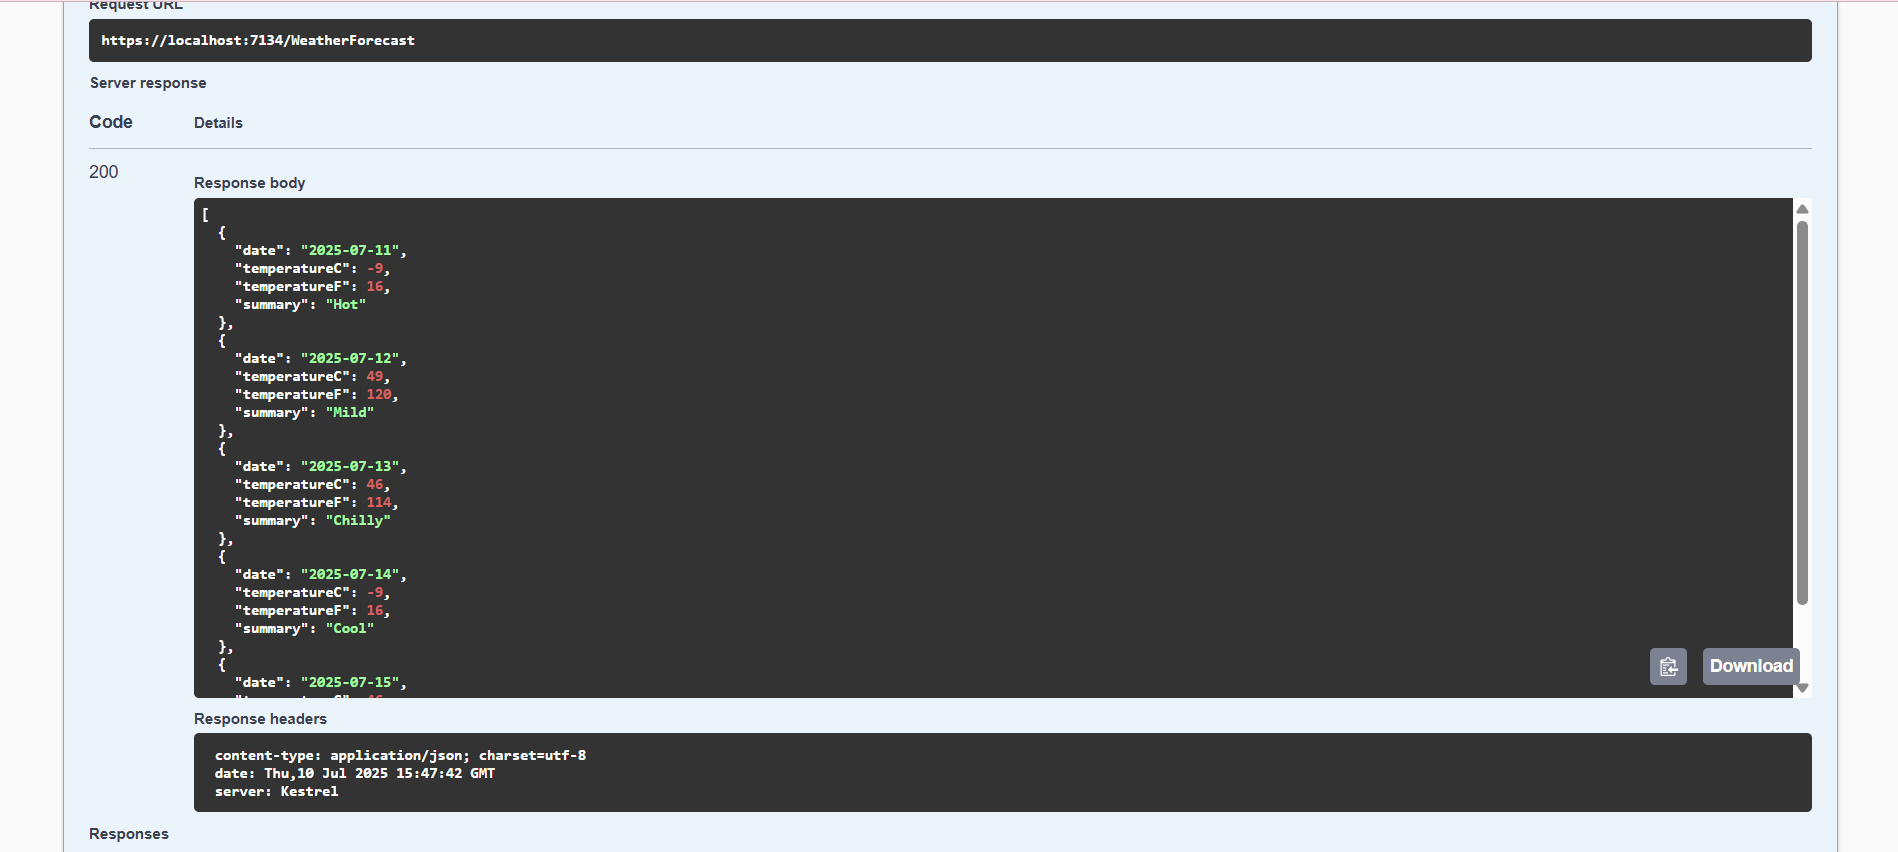 Request URL
https://localhost:7134/WeatherForecast
Server response
Code Details
200
Response body
[
  {
    "date": "2025-07-11",
    "temperatureC": -9,
    "temperatureF": 16,
    "summary": "Hot"
  },
  {
    "date": "2025-07-12",
    "temperatureC": 49,
    "temperatureF": 120,
    "summary": "Mild"
  },
  {
    "date": "2025-07-13",
    "temperatureC": 46,
    "temperatureF": 114,
    "summary": "Chilly"
  },
  {
    "date": "2025-07-14",
    "temperatureC": -9,
    "temperatureF": 16,
    "summary": "Cool"
  },
  {
    "date": "2025-07-15",
Download
Response headers
content-type: application/json; charset=utf-8
date: Thu,10 Jul 2025 15:47:42 GMT
server: Kestrel
Responses